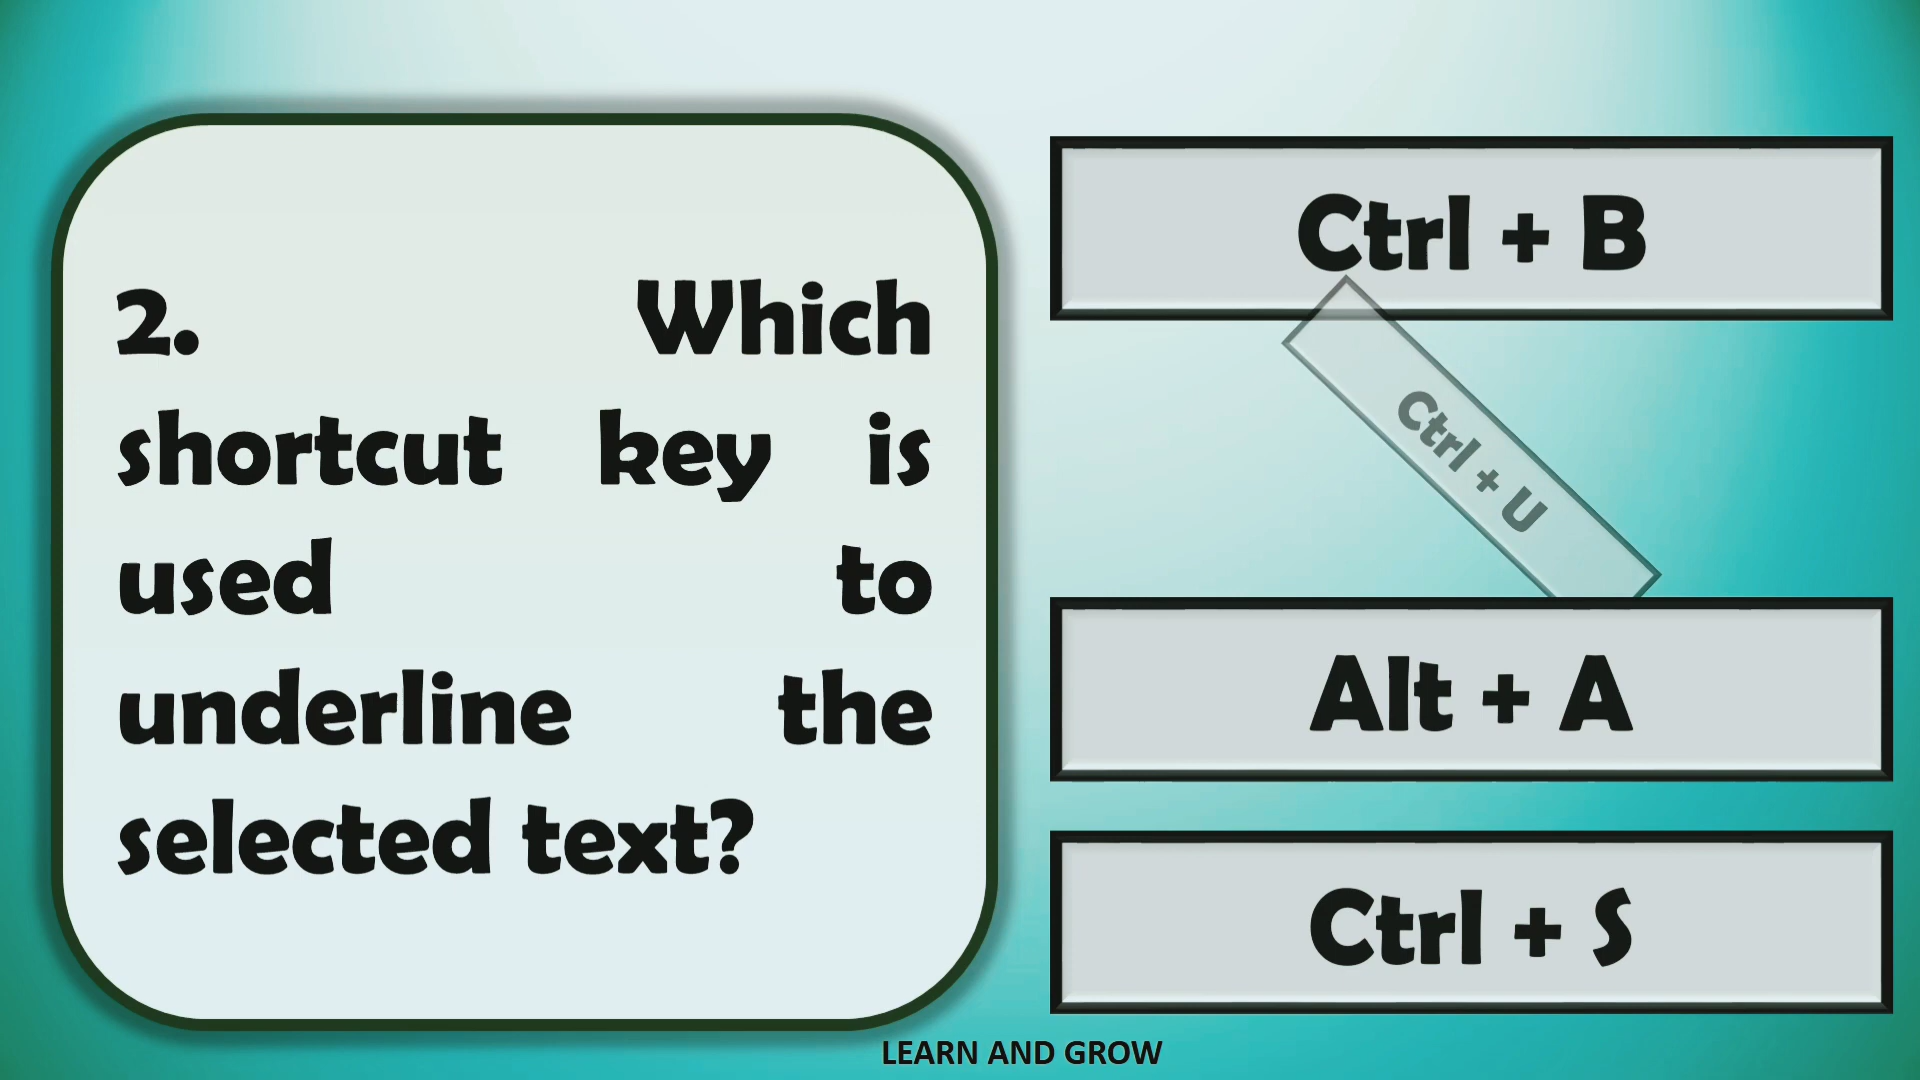 2. Which
shortcut key is
used to
underline the
selected text?
Ctrl + B
Ctrl + U
Alt + A
Ctrl + S
LEARN AND GROW